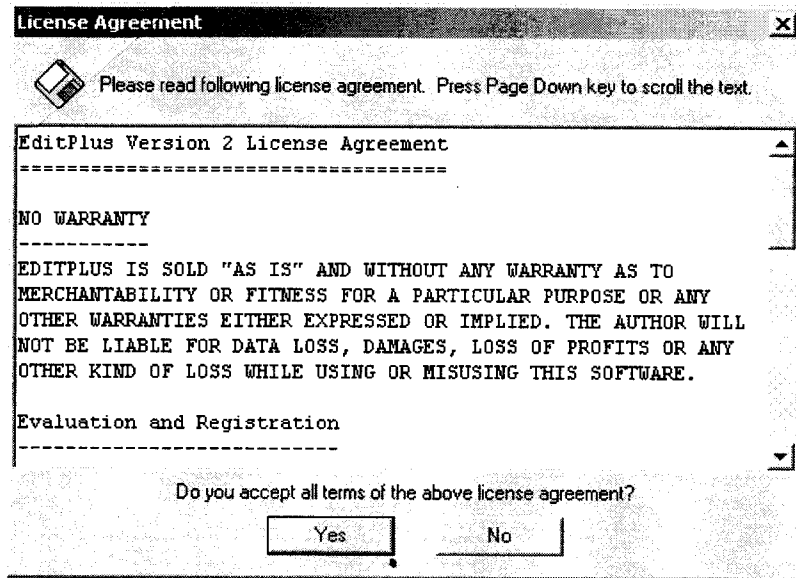 License Agreement
Please read following license agreement. Press Page Down key to scroll the text.
EditPlus Version 2 License Agreement
====================================
NO WARRANTY
-----------
EDITPLUS IS SOLD "AS IS" AND WITHOUT ANY WARRANTY AS TO
MERCHANTABILITY OR FITNESS FOR A PARTICULAR PURPOSE OR ANY
OTHER WARRANTIES EITHER EXPRESSED OR IMPLIED. THE AUTHOR WILL
NOT BE LIABLE FOR DATA LOSS, DAMAGES, LOSS OF PROFITS OR ANY
OTHER KIND OF LOSS WHILE USING OR MISUSING THIS SOFTWARE.
Evaluation and Registration
---------------------------
Do you accept all terms of the above license agreement?
Yes No